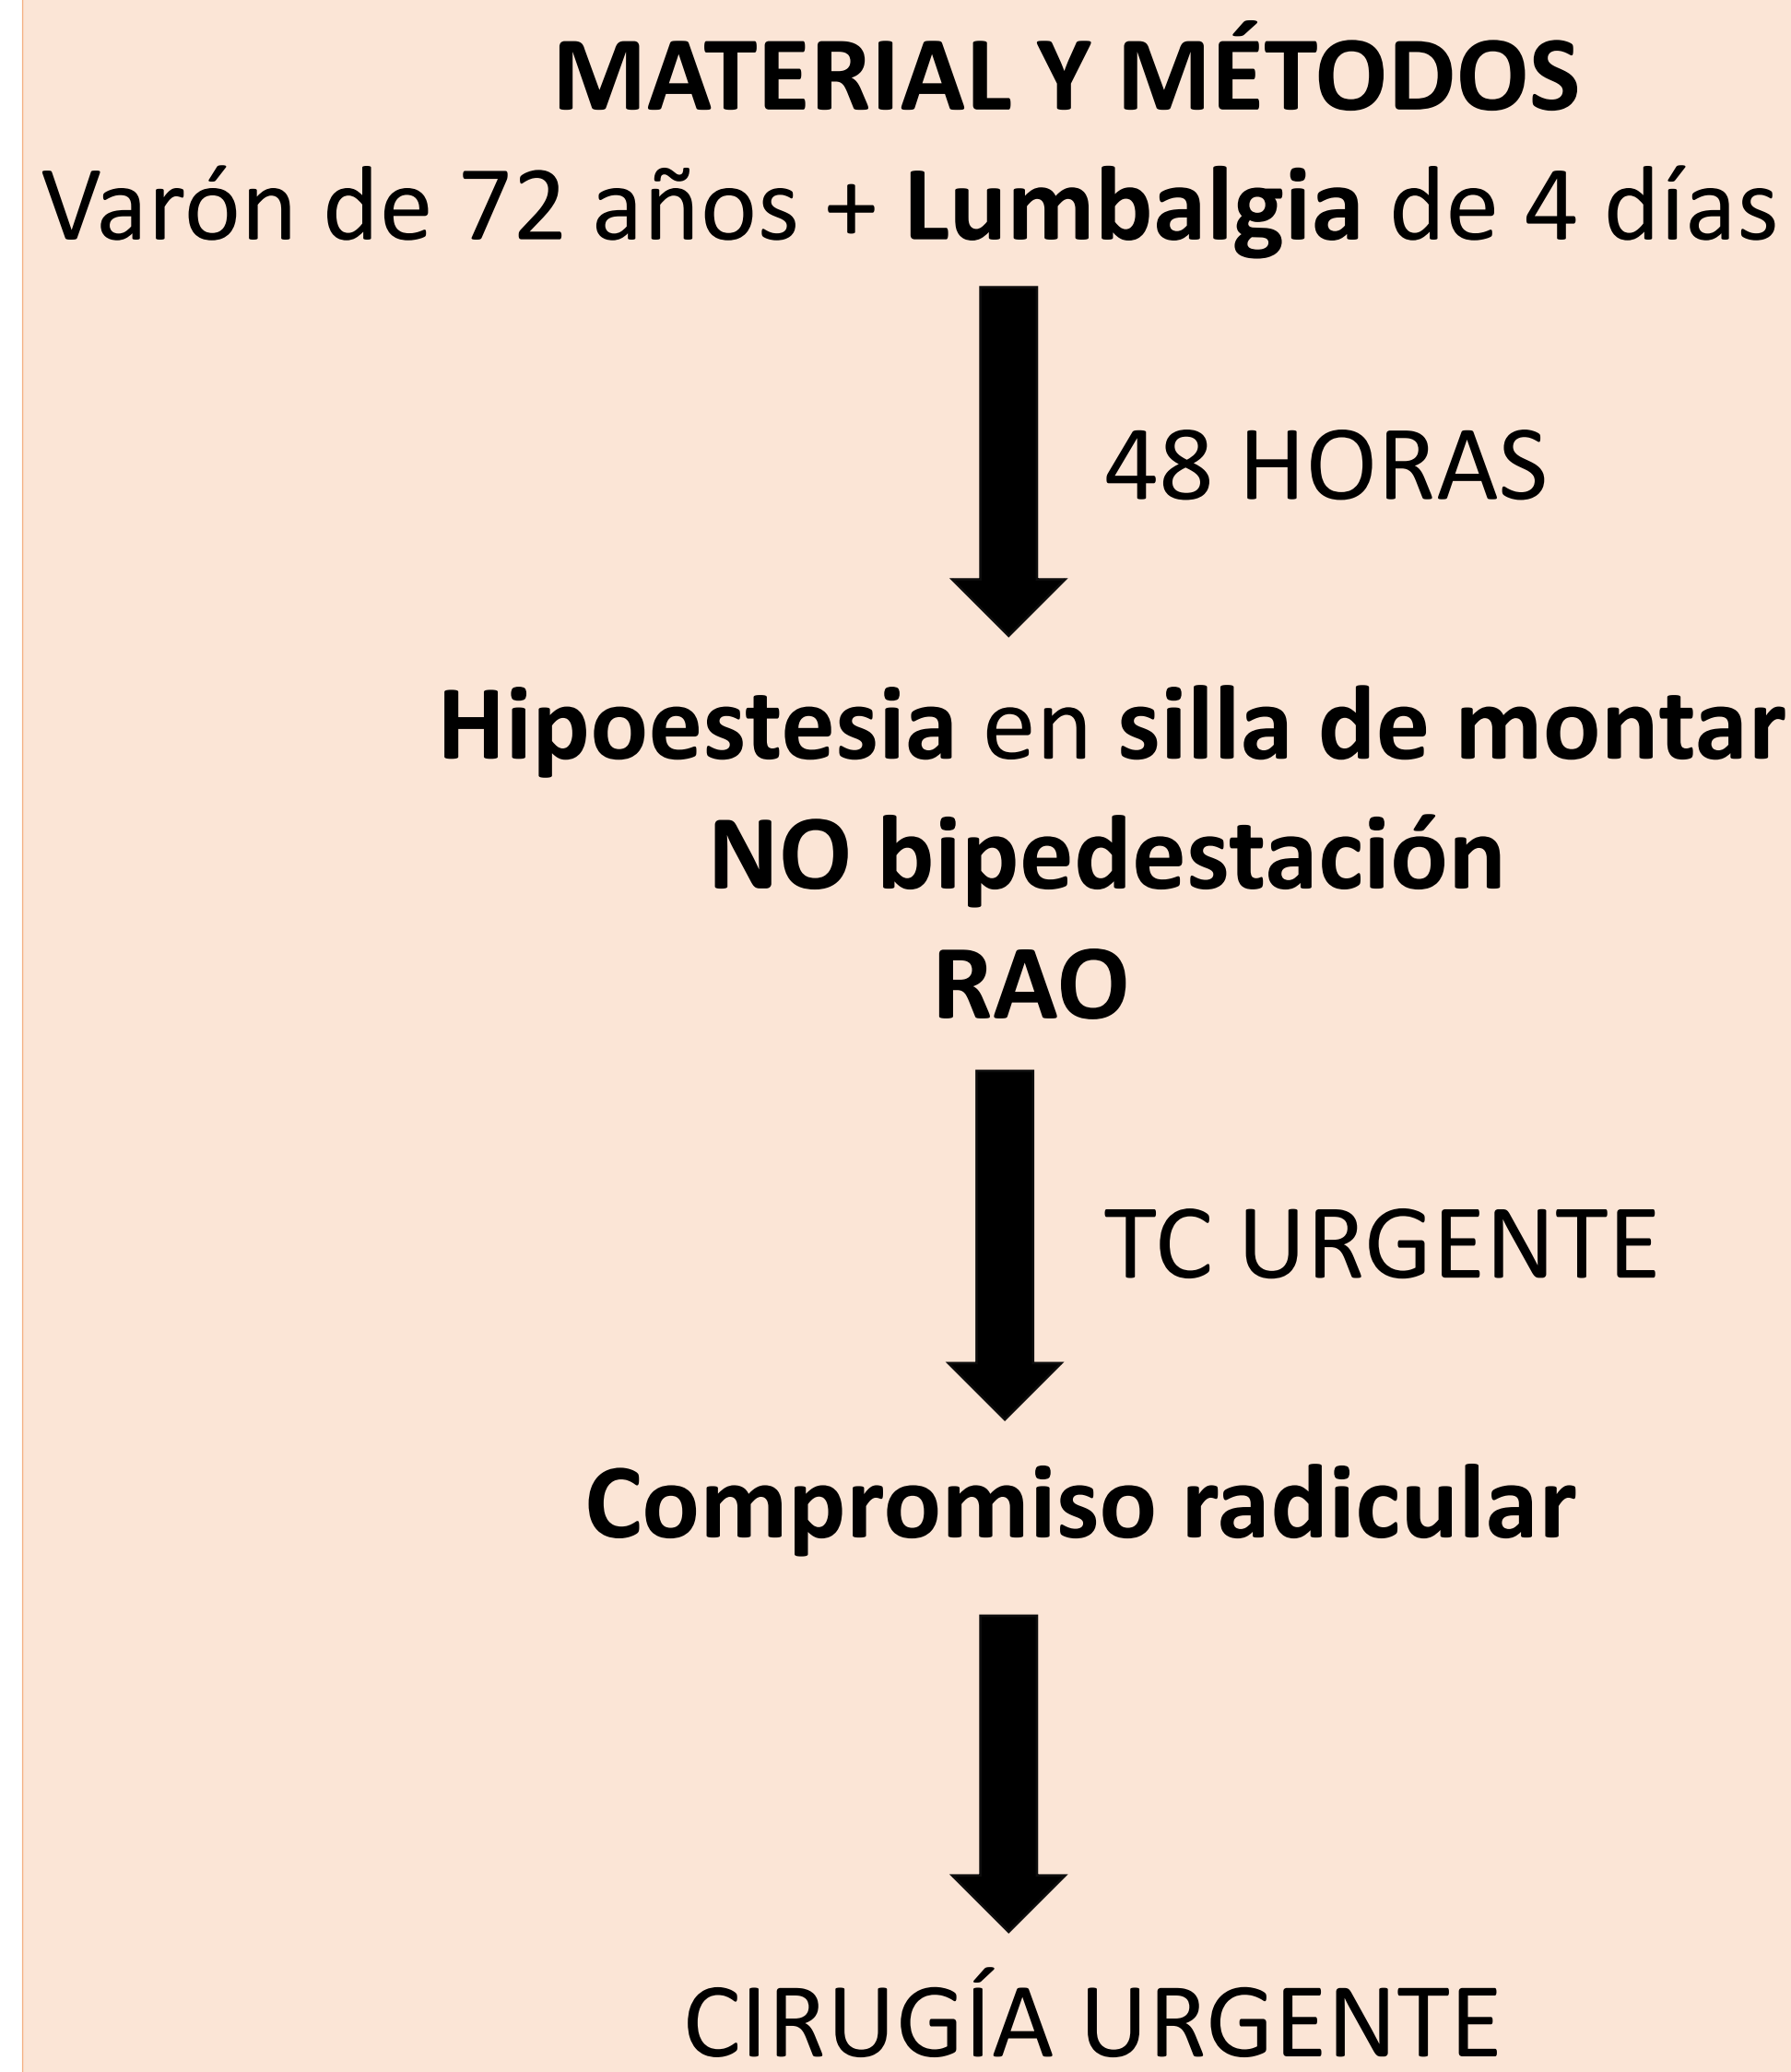 MATERIAL Y MÉTODOS
Varón de 72 años + Lumbalgia de 4 días
48 HORAS
Hipoestesia en silla de montar
NO bipedestación
RAO
TC URGENTE
Compromiso radicular
CIRUGÍA URGENTE